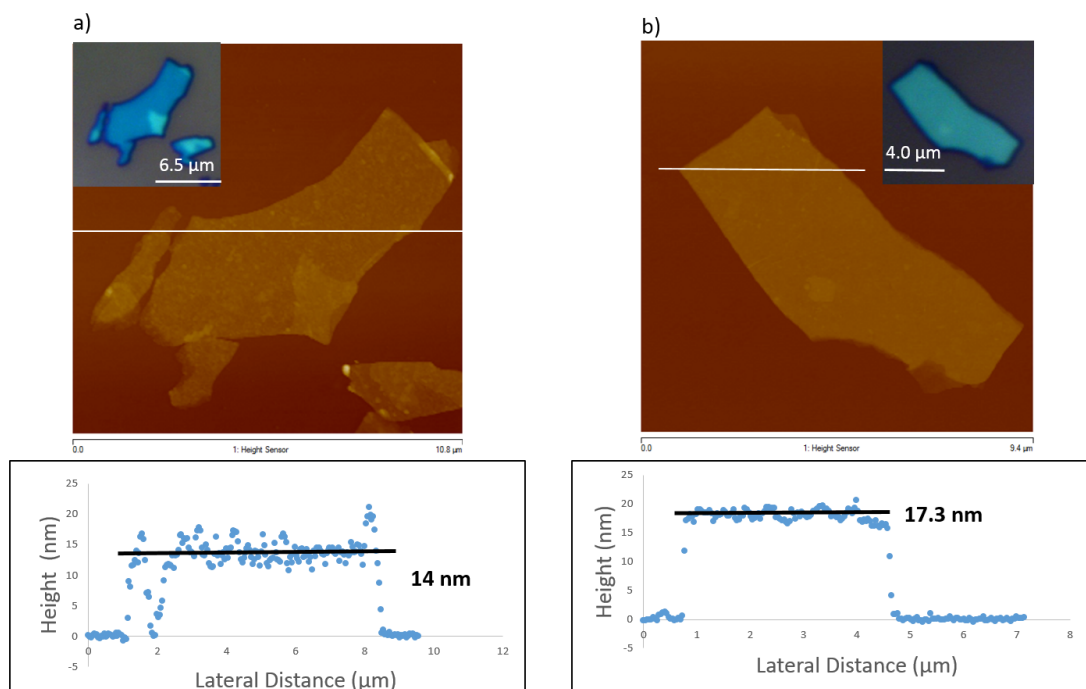 a)
6.5 µm
0.0 1: Height Sensor 10.8 µm
Height (nm)
25
20
15
10
5
0
-5
0 2 4 6 8 10 12
14 nm
Lateral Distance (µm)
b)
4.0 µm
0.0 1: Height Sensor 9.4 µm
Height (nm)
25
20
15
10
5
0
-5
0 1 2 3 4 5 6 7 8
17.3 nm
Lateral Distance (µm)